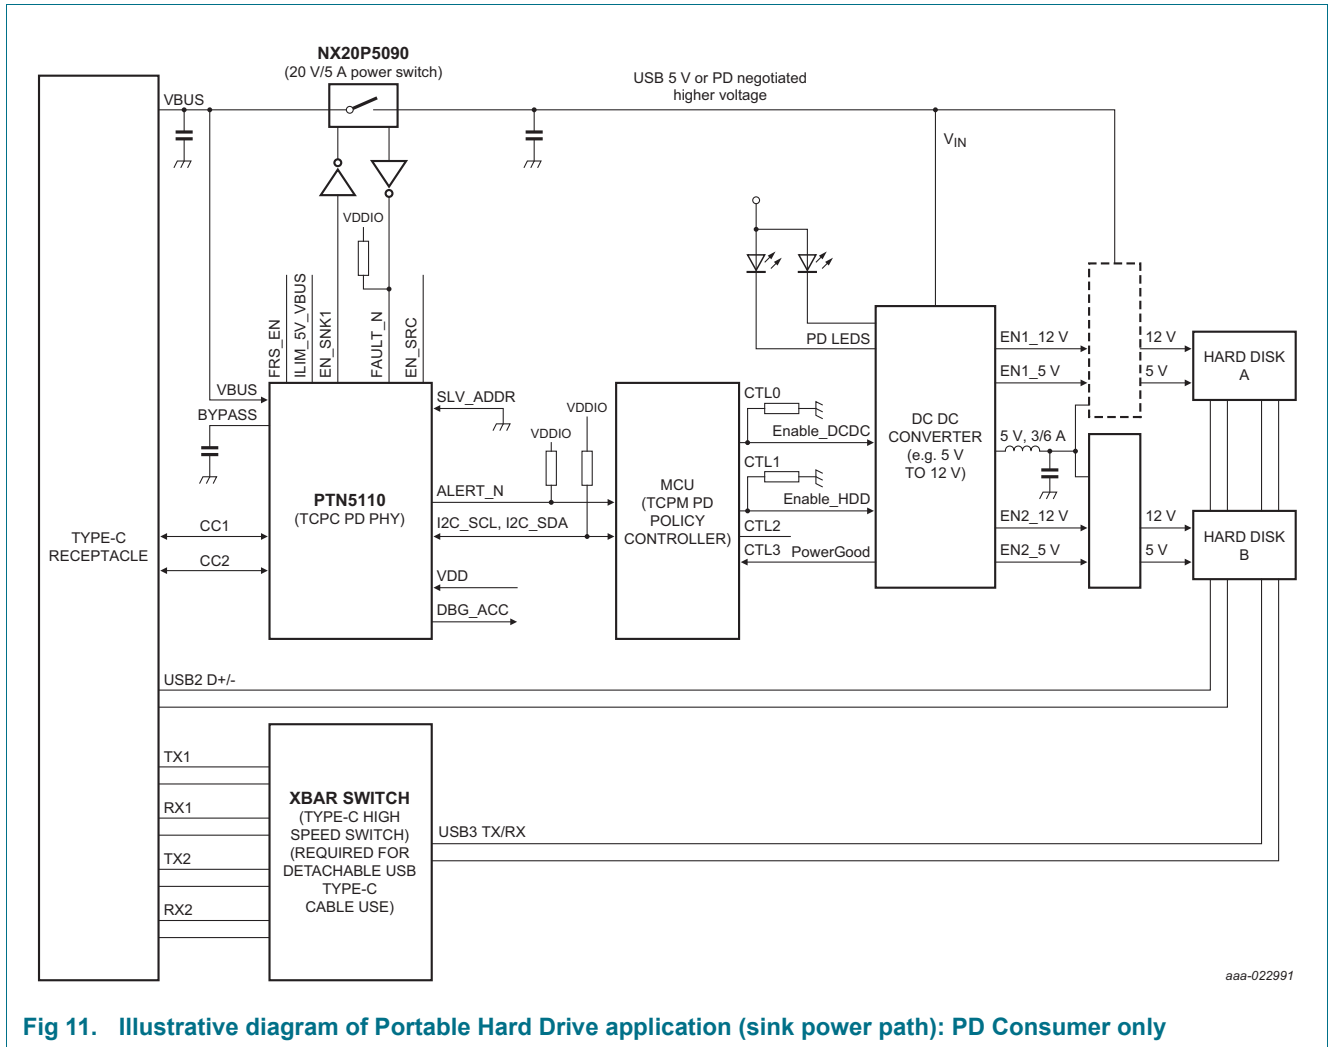 NX20P5090
(20 V/5 A power switch)
USB 5 V or PD negotiated
higher voltage
VBUS
VIN
VDDIO
FRS_EN
ILIM_5V_VBUS
EN_SNK1
FAULT_N
EN_SRC
VBUS
BYPASS
PTN5110
(TCPC PD PHY)
SLV_ADDR
VDDIO
VDDIO
ALERT_N
I2C_SCL, I2C_SDA
VDD
DBG_ACC
CC1
CC2
TYPE-C
RECEPTACLE
MCU
(TCPM PD
POLICY
CONTROLLER)
CTL0
Enable_DCDC
CTL1
Enable_HDD
CTL2
CTL3
PowerGood
PD LEDS
DC DC
CONVERTER
(e.g. 5 V
TO 12 V)
EN1_12 V
EN1_5 V
5 V, 3/6 A
EN2_12 V
EN2_5 V
12 V
5 V
HARD DISK
A
12 V
5 V
HARD DISK
B
USB2 D+/-
TX1
RX1
TX2
RX2
XBAR SWITCH
(TYPE-C HIGH
SPEED SWITCH)
(REQUIRED FOR
DETACHABLE USB
TYPE-C
CABLE USE)
USB3 TX/RX
aaa-022991
Fig 11. Illustrative diagram of Portable Hard Drive application (sink power path): PD Consumer only